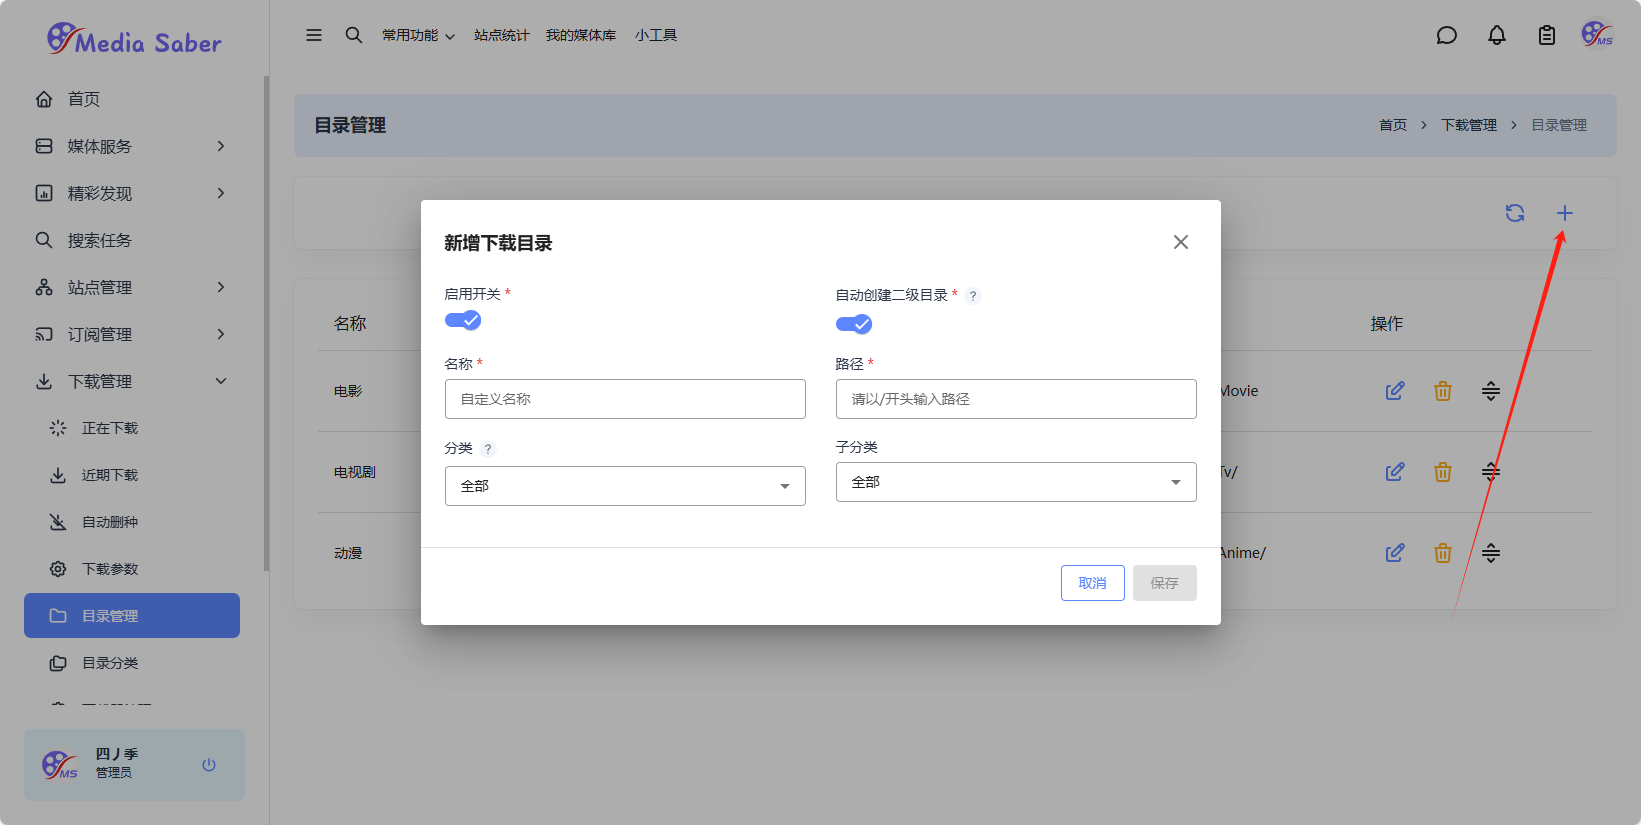 Media Saber
常用功能
站点统计
我的媒体库
小工具
MS
首页
媒体服务
精彩发现
搜索任务
站点管理
订阅管理
下载管理
正在下载
近期下载
自动删种
下载参数
目录管理
目录分类
四丿季
管理员
MS
目录管理
首页 > 下载管理 > 目录管理
名称
操作
电影
Movie
电视剧
Tv/
动漫
Anime/
新增下载目录
启用开关 *
自动创建二级目录 * ?
名称 *
路径 *
自定义名称
请以/开头输入路径
分类 ?
子分类
全部
全部
取消
保存